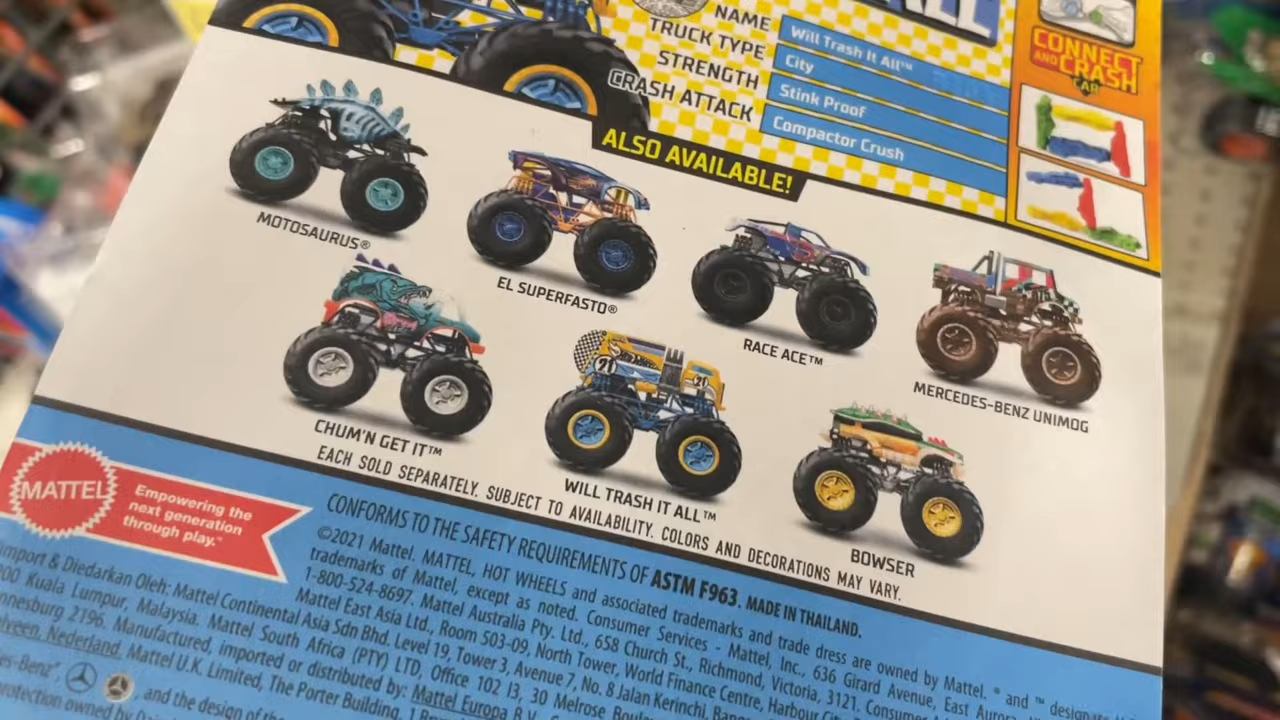 NAME
TRUCK TYPE
STRENGTH
CRASH ATTACK
Will Trash It All™
City
Stink Proof
Compactor Crush
CONNECT
AND CRASH
CAR
ALSO AVAILABLE!
MOTOSAURUS®
EL SUPERFASTO®
RACE ACE™
MERCEDES-BENZ UNIMOG
CHUM'N GET IT™
21
21
WILL TRASH IT ALL™
BOWSER
EACH SOLD SEPARATELY. SUBJECT TO AVAILABILITY. COLORS AND DECORATIONS MAY VARY.
MATTEL
Empowering the
next generation
through play.™
CONFORMS TO THE SAFETY REQUIREMENTS OF ASTM F963. MADE IN THAILAND.
©2021 Mattel. MATTEL, HOT WHEELS and associated trademarks and trade dress are owned by Mattel. ® and ™
trademarks of Mattel, except as noted. Consumer Services - Mattel, Inc., 636 Girard Avenue, East
1-800-524-8697. Mattel Australia Pty. Ltd., 658 Church St., Richmond, Victoria, 3121.
Mattel East Asia Ltd., Room 503-09, North Tower, World Finance Centre, Harbour
Diedarkan Oleh: Mattel Continental Asia Sdn Bhd. Level 19, Tower 3, Avenue 7, No. 8 Jalan Kerinchi,
Kuala Lumpur, Malaysia. Mattel South Africa (PTY) LTD, Office 102 I3, 30 Melrose
2196. Manufactured, imported or distributed by: Mattel Europa B.V.
Nederland. Mattel U.K. Limited, The Porter Building, 1
and the design of the